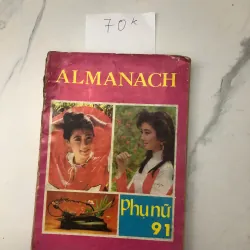 70K
ALMANACH
Phụ nữ
91